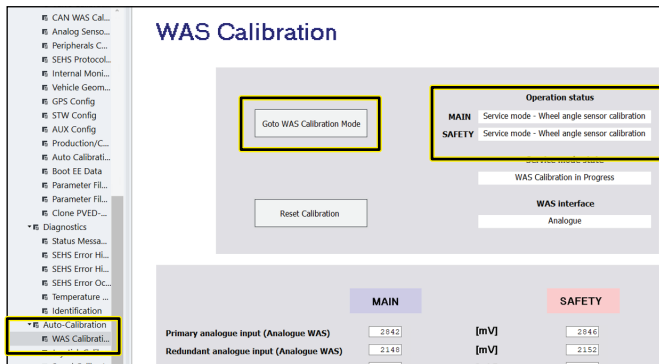 CAN WAS Cal...
Analog Senso...
Peripherals C...
SEHS Protocol...
Internal Moni...
Vehicle Geom...
GPS Config
STW Config
AUX Config
Production/C...
Auto Calibrati...
Boot EE Data
Parameter Fil...
Parameter Fil...
Clone PVED-...
Diagnostics
Status Messa...
SEHS Error Hi...
SEHS Error Hi...
SEHS Error Oc...
Temperature ...
Identification
Auto-Calibration
WAS Calibrati...
WAS Calibration
Goto WAS Calibration Mode
Operation status
MAIN Service mode - Wheel angle sensor calibration
SAFETY Service mode - Wheel angle sensor calibration
WAS Calibration in Progress
Reset Calibration
WAS interface
Analogue
MAIN SAFETY
Primary analogue input (Analogue WAS) 2842 [mV] 2846
Redundant analogue input (Analogue WAS) 2148 [mV] 2152